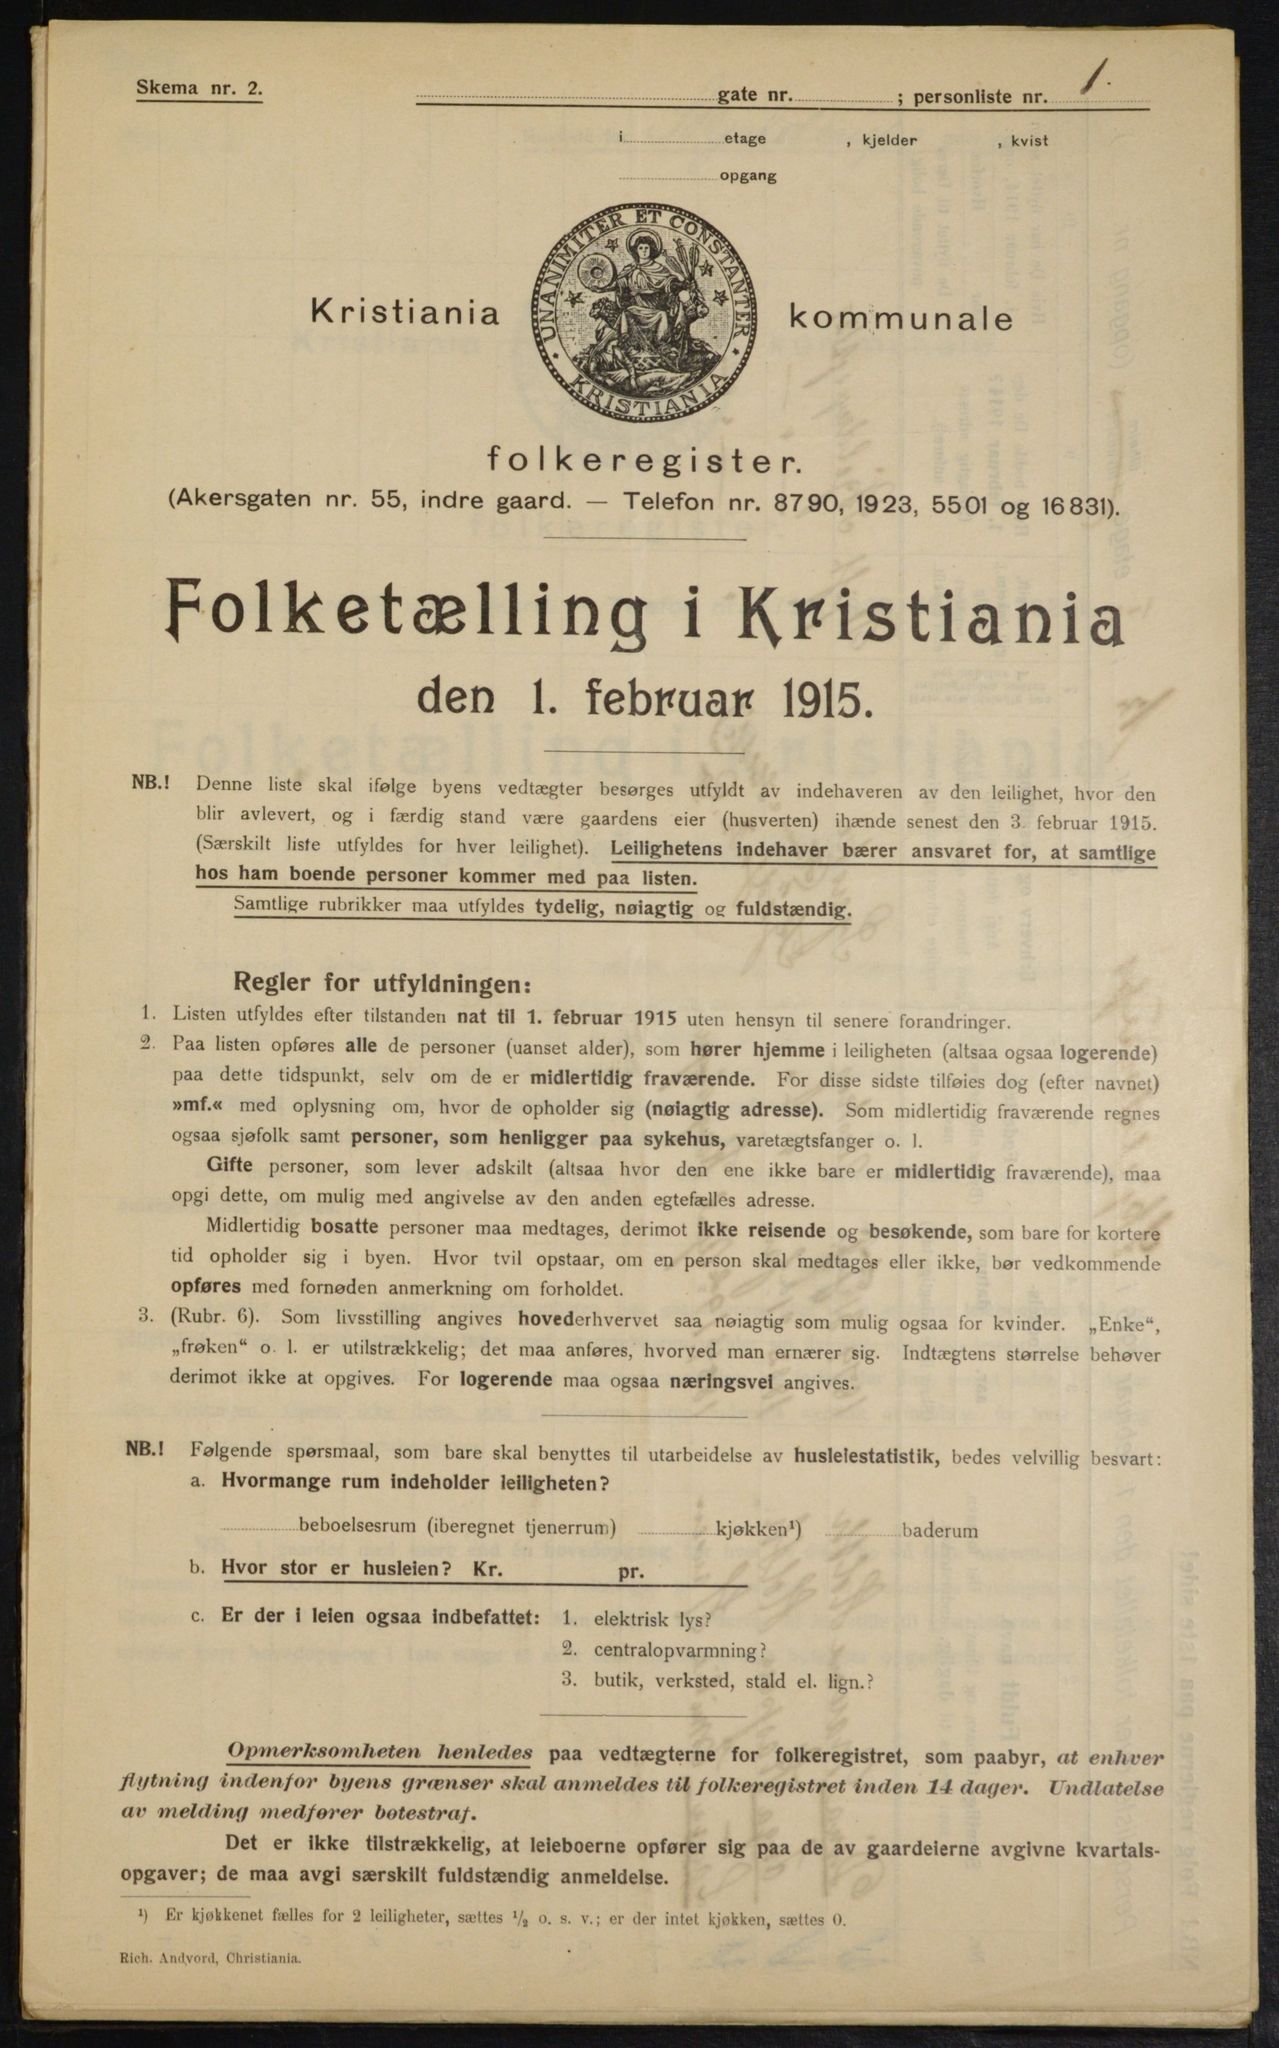 Skema nr. 2.
gate nr. ; personliste nr. 1.
i etage , kjelder , kvist
opgang
UNANIMITER ET CONSTANTER
KRISTIANIA
Kristiania kommunale
folkeregister.
(Akersgaten nr. 55, indre gaard. — Telefon nr. 8790, 1923, 5501 og 16831).
Folketælling i Kristiania
den 1. februar 1915.
NB.! Denne liste skal ifølge byens vedtægter besørges utfyldt av indehaveren av den leilighet, hvor den
blir avlevert, og i færdig stand være gaardens eier (husverten) ihænde senest den 3. februar 1915.
(Særskilt liste utfyldes for hver leilighet). Leilighetens indehaver bærer ansvaret for, at samtlige
hos ham boende personer kommer med paa listen.
Samtlige rubrikker maa utfyldes tydelig, nøiagtig og fuldstændig.
Regler for utfyldningen:
1. Listen utfyldes efter tilstanden nat til 1. februar 1915 uten hensyn til senere forandringer.
2. Paa listen opføres alle de personer (uanset alder), som hører hjemme i leiligheten (altsaa ogsaa logerende)
paa dette tidspunkt, selv om de er midlertidig fraværende. For disse sidste tilføies dog (efter navnet)
»mf.« med oplysning om, hvor de opholder sig (nøiagtig adresse). Som midlertidig fraværende regnes
ogsaa sjøfolk samt personer, som henligger paa sykehus, varetægtsfanger o. l.
Gifte personer, som lever adskilt (altsaa hvor den ene ikke bare er midlertidig fraværende), maa
opgi dette, om mulig med angivelse av den anden egtefælles adresse.
Midlertidig bosatte personer maa medtages, derimot ikke reisende og besøkende, som bare for kortere
tid opholder sig i byen. Hvor tvil opstaar, om en person skal medtages eller ikke, bør vedkommende
opføres med fornøden anmerkning om forholdet.
3. (Rubr. 6). Som livsstilling angives hovederhvervet saa nøiagtig som mulig ogsaa for kvinder. „Enke“,
„frøken“ o. l. er utilstrækkelig; det maa anføres, hvorved man ernærer sig. Indtægtens størrelse behøver
derimot ikke at opgives. For logerende maa ogsaa næringsvei angives.
NB.! Følgende spørsmaal, som bare skal benyttes til utarbeidelse av husleiestatistik, bedes velvillig besvart:
a. Hvormange rum indeholder leiligheten?
beboelsesrum (iberegnet tjenerrum) kjøkken¹) baderum
b. Hvor stor er husleien? Kr. pr.
c. Er der i leien ogsaa indbefattet: 1. elektrisk lys?
2. centralopvarmning?
3. butik, verksted, stald el. lign.?
Opmerksomheten henledes paa vedtægterne for folkeregistret, som paabyr, at enhver
flytning indenfor byens grænser skal anmeldes til folkeregistret inden 14 dager. Undlatelse
av melding medfører bøtestraf.
Det er ikke tilstrækkelig, at leieboerne opfører sig paa de av gaardeierne avgivne kvartals-
opgaver; de maa avgi særskilt fuldstændig anmeldelse.
¹) Er kjøkkenet fælles for 2 leiligheter, sættes ½ o. s. v.; er der intet kjøkken, sættes 0.
Rich. Andvord, Christiania.